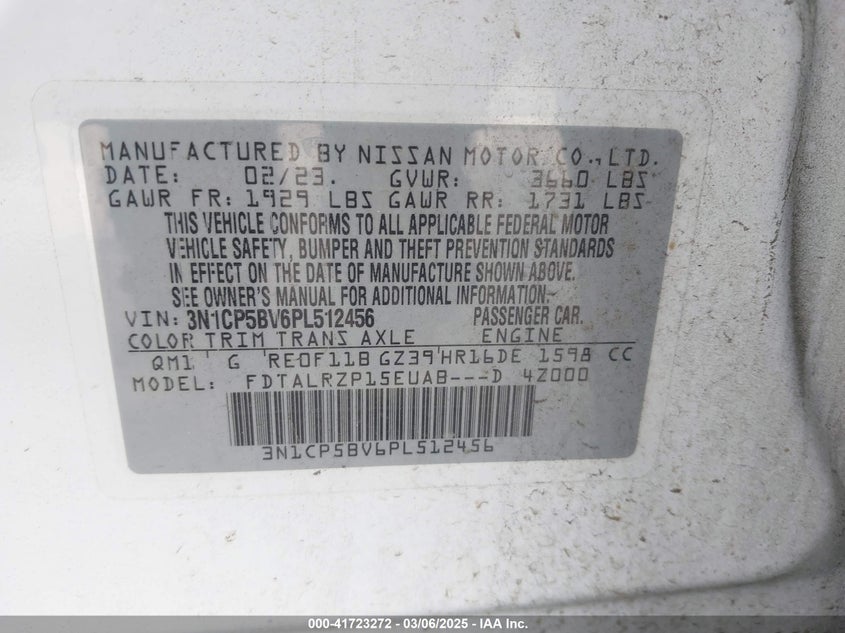 MANUFACTURED BY NISSAN MOTOR CO., LTD.
DATE: 02/23. GVWR: 3660 LBS
GAWR FR: 1929 LBS GAWR RR: 1731 LBS
THIS VEHICLE CONFORMS TO ALL APPLICABLE FEDERAL MOTOR
VEHICLE SAFETY, BUMPER AND THEFT PREVENTION STANDARDS
IN EFFECT ON THE DATE OF MANUFACTURE SHOWN ABOVE.
SEE OWNER'S MANUAL FOR ADDITIONAL INFORMATION.
VIN: 3N1CP5BV6PL512456 PASSENGER CAR.
COLOR TRIM TRANS AXLE ENGINE
QM1 G RE0F11B GZ39 HR16DE 1598 CC
MODEL: FDTALRZP15EUAB---D 4Z000
3N1CP5BV6PL512456
000-41723272 - 03/06/2025 - IAA Inc.